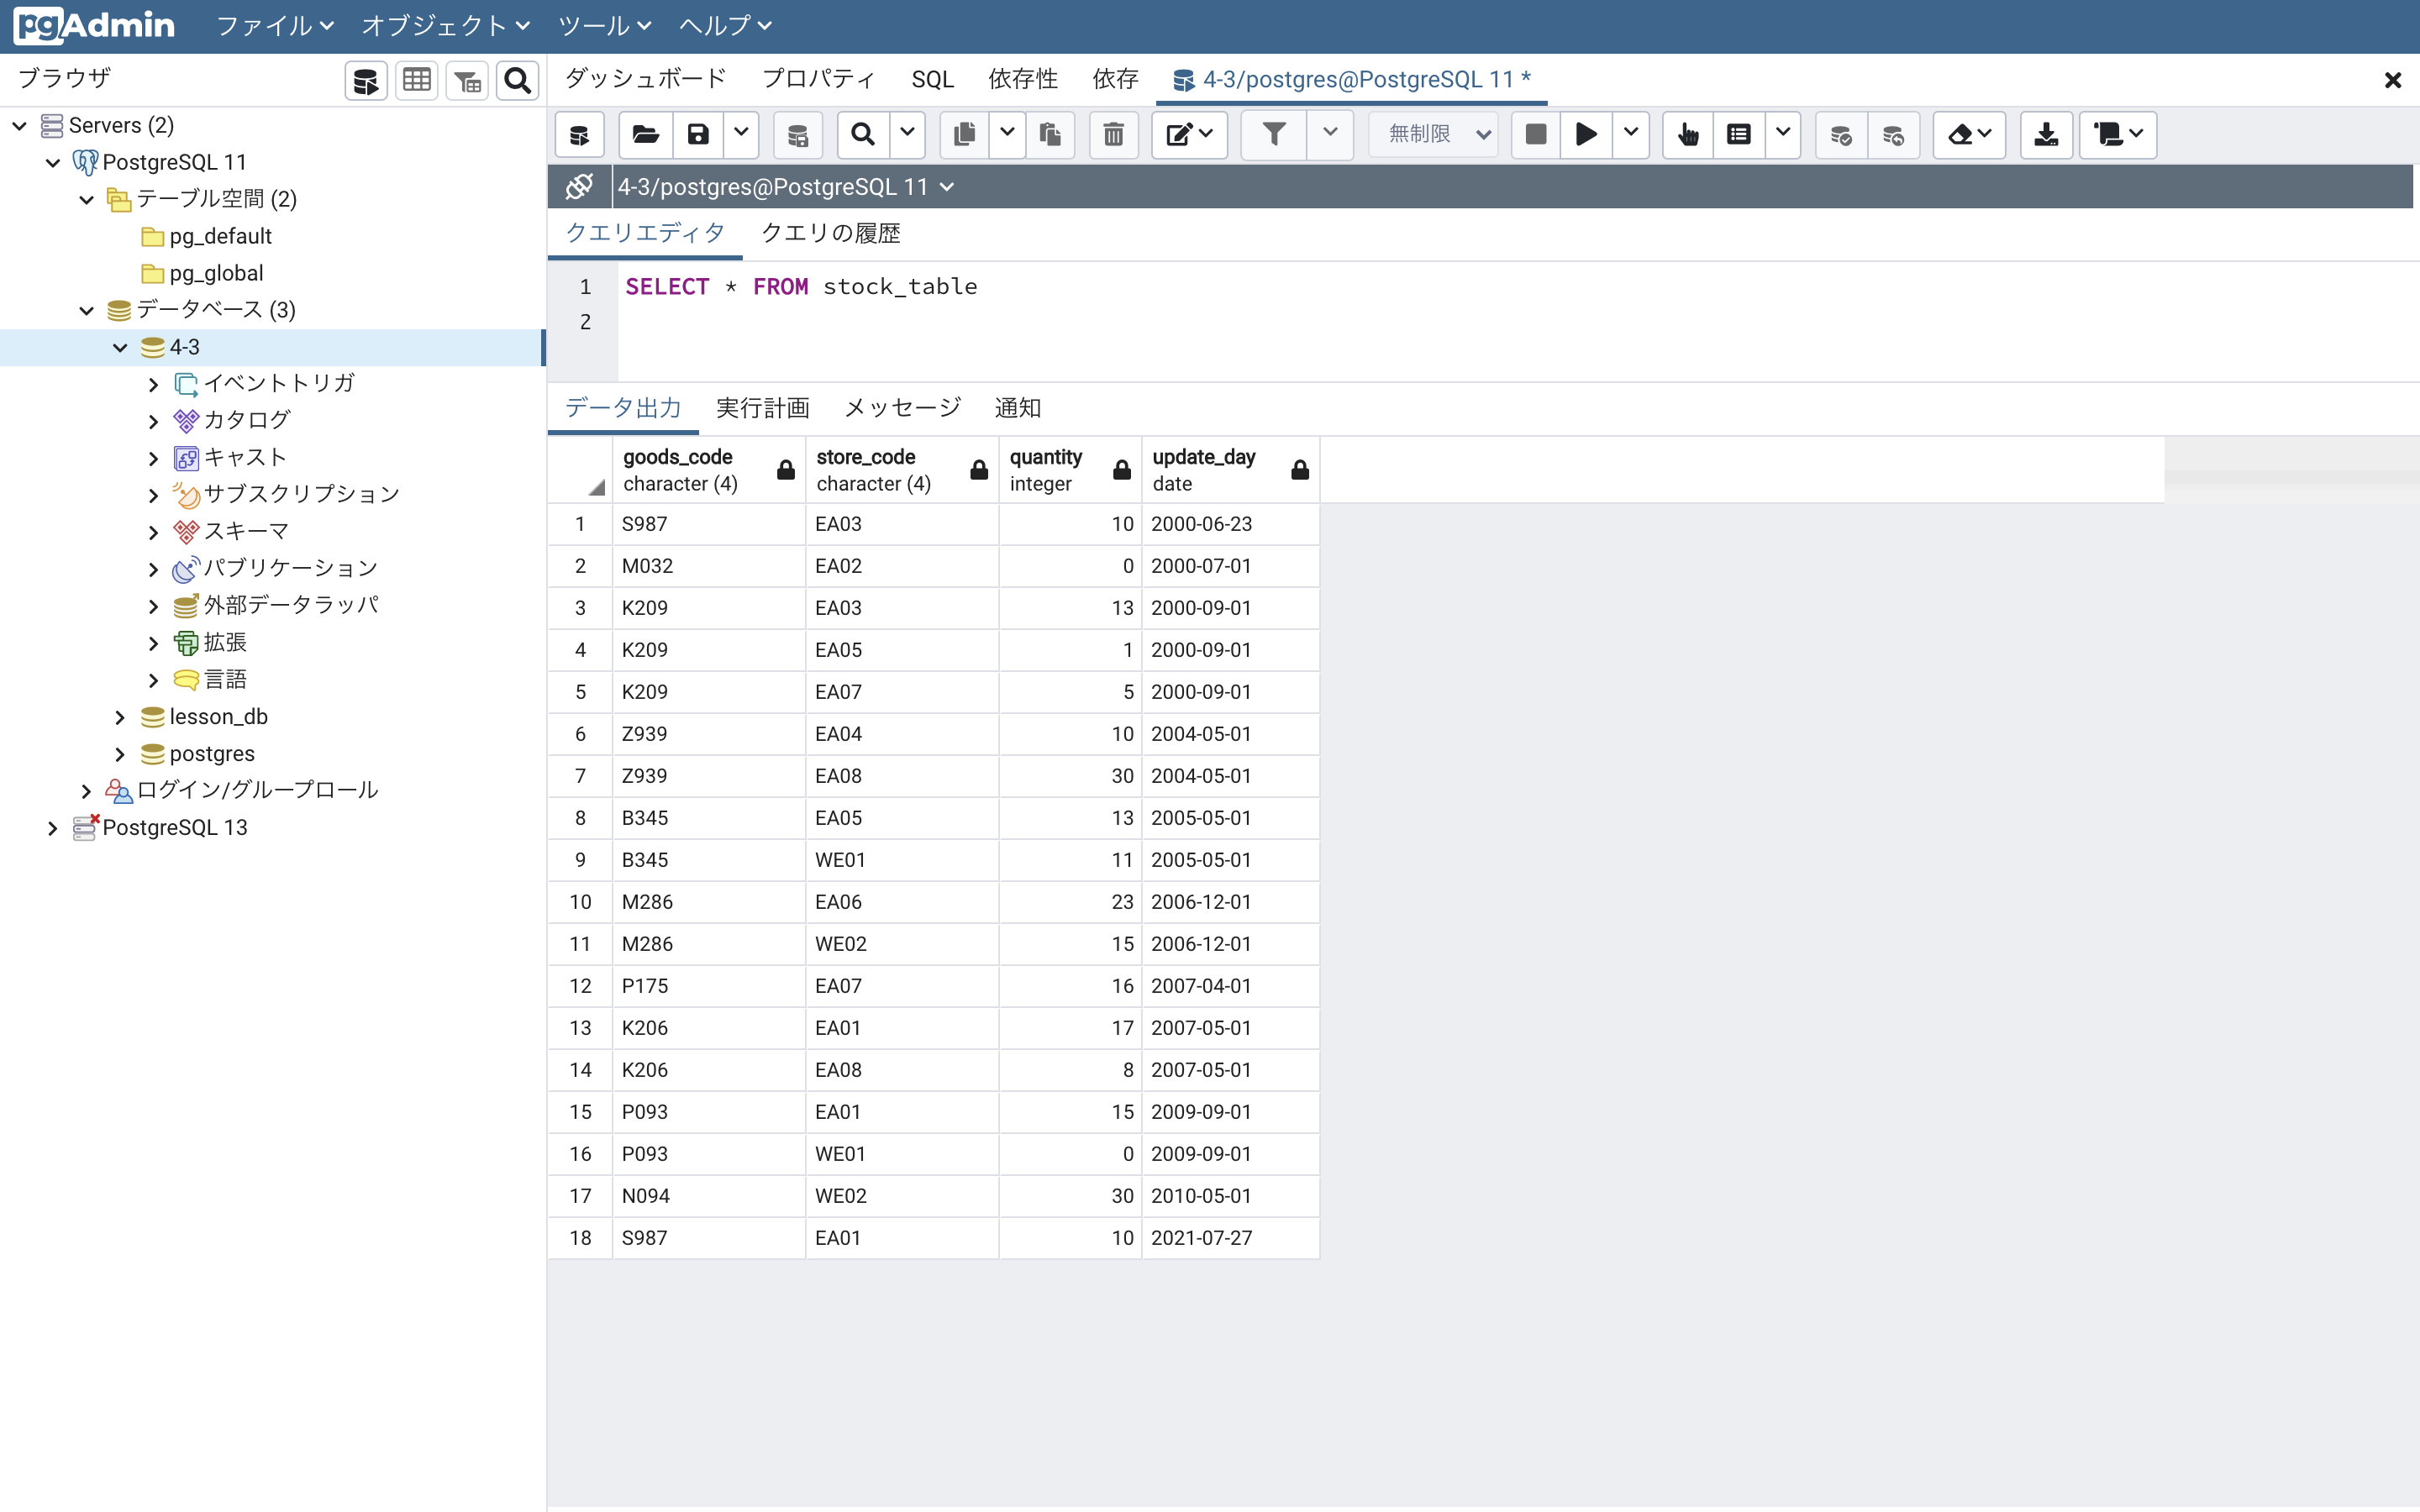 pgAdmin ファイル オブジェクト ツール ヘルプ
ブラウザ
ダッシュボード プロパティ SQL 依存性 依存 4-3/postgres@PostgreSQL 11 *
Servers (2)
PostgreSQL 11
テーブル空間 (2)
pg_default
pg_global
データベース (3)
4-3
イベントトリガ
カタログ
キャスト
サブスクリプション
スキーマ
パブリケーション
外部データラッパ
拡張
言語
lesson_db
postgres
ログイン/グループロール
PostgreSQL 13
無制限
4-3/postgres@PostgreSQL 11
クエリエディタ クエリの履歴
1 SELECT * FROM stock_table
2
データ出力 実行計画 メッセージ 通知
goods_code store_code quantity update_day
character (4) character (4) integer date
1 S987 EA03 10 2000-06-23
2 M032 EA02 0 2000-07-01
3 K209 EA03 13 2000-09-01
4 K209 EA05 1 2000-09-01
5 K209 EA07 5 2000-09-01
6 Z939 EA04 10 2004-05-01
7 Z939 EA08 30 2004-05-01
8 B345 EA05 13 2005-05-01
9 B345 WE01 11 2005-05-01
10 M286 EA06 23 2006-12-01
11 M286 WE02 15 2006-12-01
12 P175 EA07 16 2007-04-01
13 K206 EA01 17 2007-05-01
14 K206 EA08 8 2007-05-01
15 P093 EA01 15 2009-09-01
16 P093 WE01 0 2009-09-01
17 N094 WE02 30 2010-05-01
18 S987 EA01 10 2021-07-27